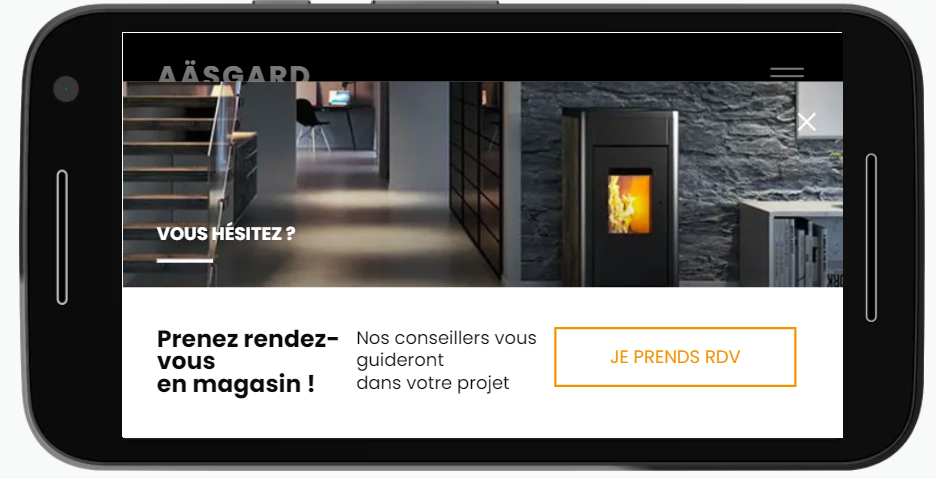 AÄSGARD
VOUS HÉSITEZ ?
Prenez rendez-
vous
en magasin !
Nos conseillers vous
guideront
dans votre projet
JE PRENDS RDV